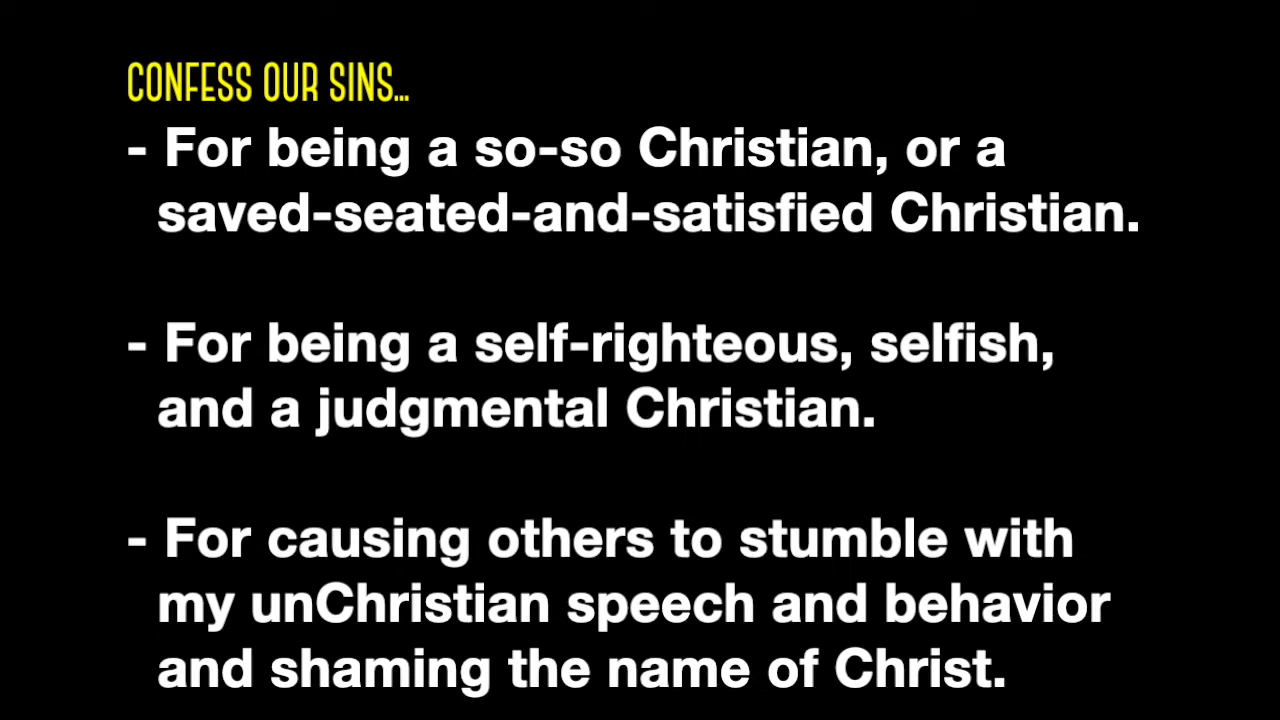 CONFESS OUR SINS...
- For being a so-so Christian, or a
saved-seated-and-satisfied Christian.
- For being a self-righteous, selfish,
and a judgmental Christian.
- For causing others to stumble with
my unChristian speech and behavior
and shaming the name of Christ.